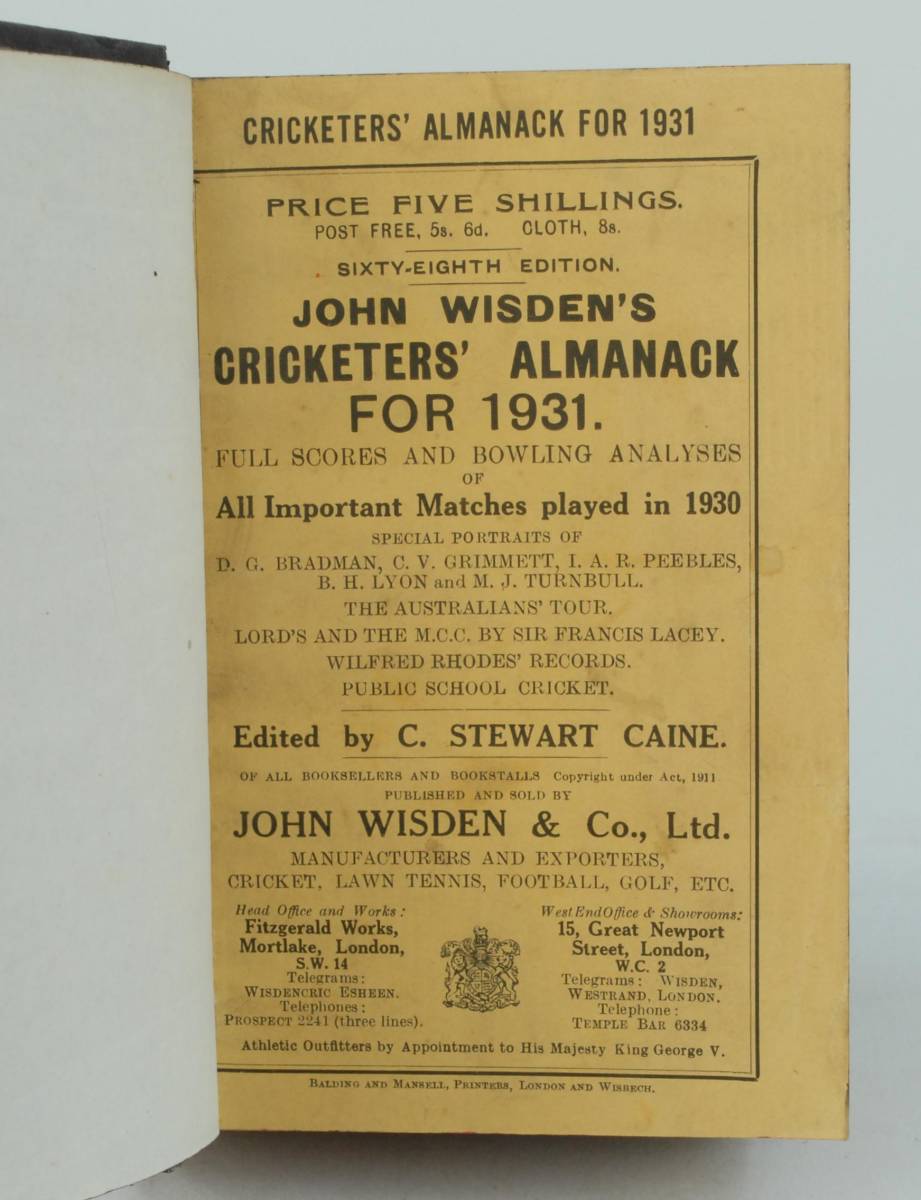 CRICKETERS' ALMANACK FOR 1931
PRICE FIVE SHILLINGS.
POST FREE, 5s. 6d. CLOTH, 8s.
SIXTY-EIGHTH EDITION.
JOHN WISDEN'S
CRICKETERS' ALMANACK
FOR 1931.
FULL SCORES AND BOWLING ANALYSES
OF
All Important Matches played in 1930
SPECIAL PORTRAITS OF
D. G. BRADMAN, C. V. GRIMMETT, I. A. R. PEEBLES,
B. H. LYON and M. J. TURNBULL.
THE AUSTRALIANS' TOUR.
LORD'S AND THE M.C.C. BY SIR FRANCIS LACEY.
WILFRED RHODES' RECORDS.
PUBLIC SCHOOL CRICKET.
Edited by C. STEWART CAINE.
OF ALL BOOKSELLERS AND BOOKSTALLS Copyright under Act, 1911
PUBLISHED AND SOLD BY
JOHN WISDEN & Co., Ltd.
MANUFACTURERS AND EXPORTERS,
CRICKET, LAWN TENNIS, FOOTBALL, GOLF, ETC.
Head Office and Works:
Fitzgerald Works,
Mortlake, London,
S.W. 14
Telegrams:
WISDENCRIC ESHEEN.
Telephones:
PROSPECT 2241 (three lines).
West End Office & Showrooms:
15, Great Newport
Street, London,
W.C. 2
Telegrams: WISDEN,
WESTRAND, LONDON.
Telephone:
TEMPLE BAR 6334
Athletic Outfitters by Appointment to His Majesty King George V.
BALDING AND MANSELL, PRINTERS, LONDON AND WISBECH.